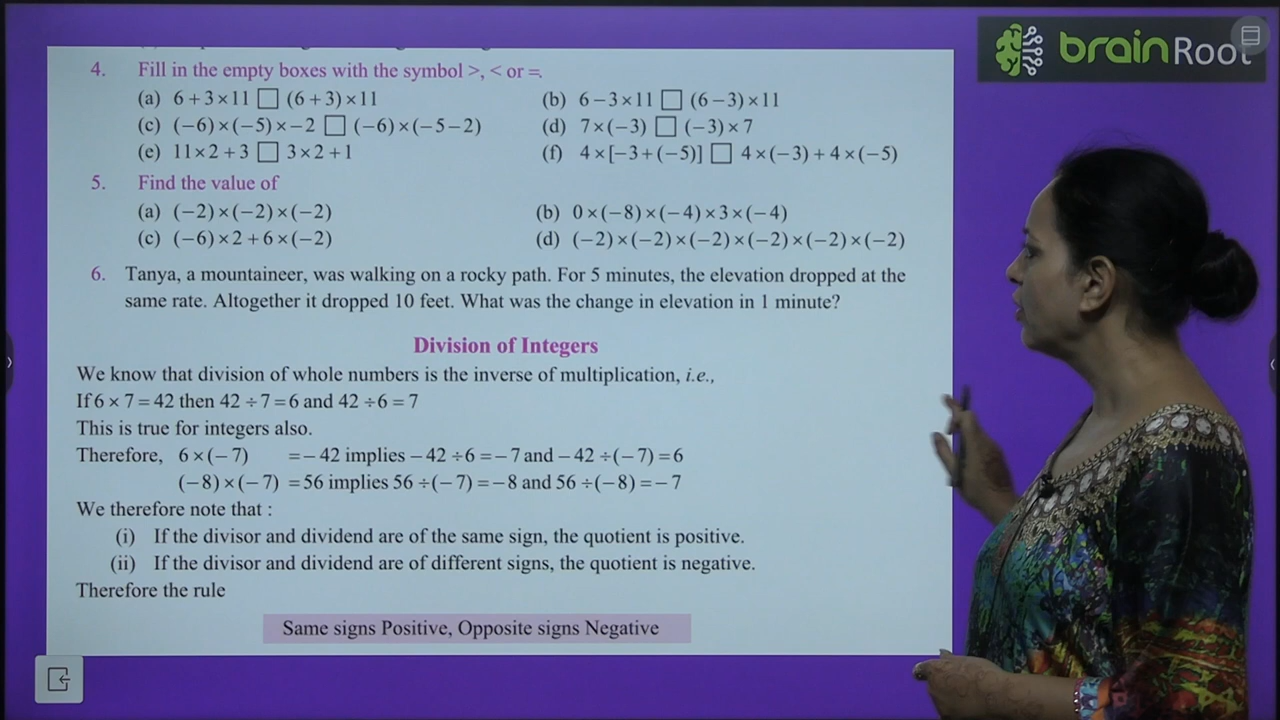 brainRoot
4. Fill in the empty boxes with the symbol >, < or =.
(a) 6 + 3 × 11 □ (6 + 3) × 11 (b) 6 − 3 × 11 □ (6 − 3) × 11
(c) (−6) × (−5) × −2 □ (−6) × (−5 − 2) (d) 7 × (−3) □ (−3) × 7
(e) 11 × 2 + 3 □ 3 × 2 + 1 (f) 4 × [−3 + (−5)] □ 4 × (−3) + 4 × (−5)
5. Find the value of
(a) (−2) × (−2) × (−2) (b) 0 × (−8) × (−4) × 3 × (−4)
(c) (−6) × 2 + 6 × (−2) (d) (−2) × (−2) × (−2) × (−2) × (−2) × (−2)
6. Tanya, a mountaineer, was walking on a rocky path. For 5 minutes, the elevation dropped at the
same rate. Altogether it dropped 10 feet. What was the change in elevation in 1 minute?
Division of Integers
We know that division of whole numbers is the inverse of multiplication, i.e.,
If 6 × 7 = 42 then 42 ÷ 7 = 6 and 42 ÷ 6 = 7
This is true for integers also.
Therefore, 6 × (− 7) = − 42 implies − 42 ÷ 6 = − 7 and − 42 ÷ (− 7) = 6
(−8) × (− 7) = 56 implies 56 ÷ (− 7) = − 8 and 56 ÷ (− 8) = − 7
We therefore note that :
(i) If the divisor and dividend are of the same sign, the quotient is positive.
(ii) If the divisor and dividend are of different signs, the quotient is negative.
Therefore the rule
Same signs Positive, Opposite signs Negative